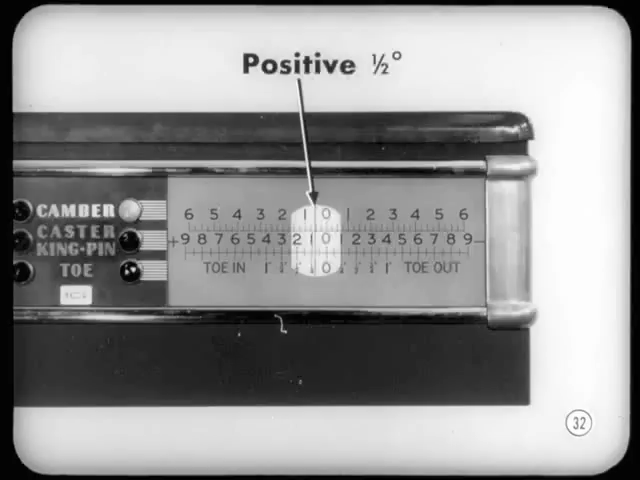 Positive ½°
CAMBER
6 5 4 3 2 1 0 1 2 3 4 5 6
CASTER
KING-PIN
+9 8 7 6 5 4 3 2 1 0 1 2 3 4 5 6 7 8 9-
TOE
TOE IN 0 TOE OUT
32